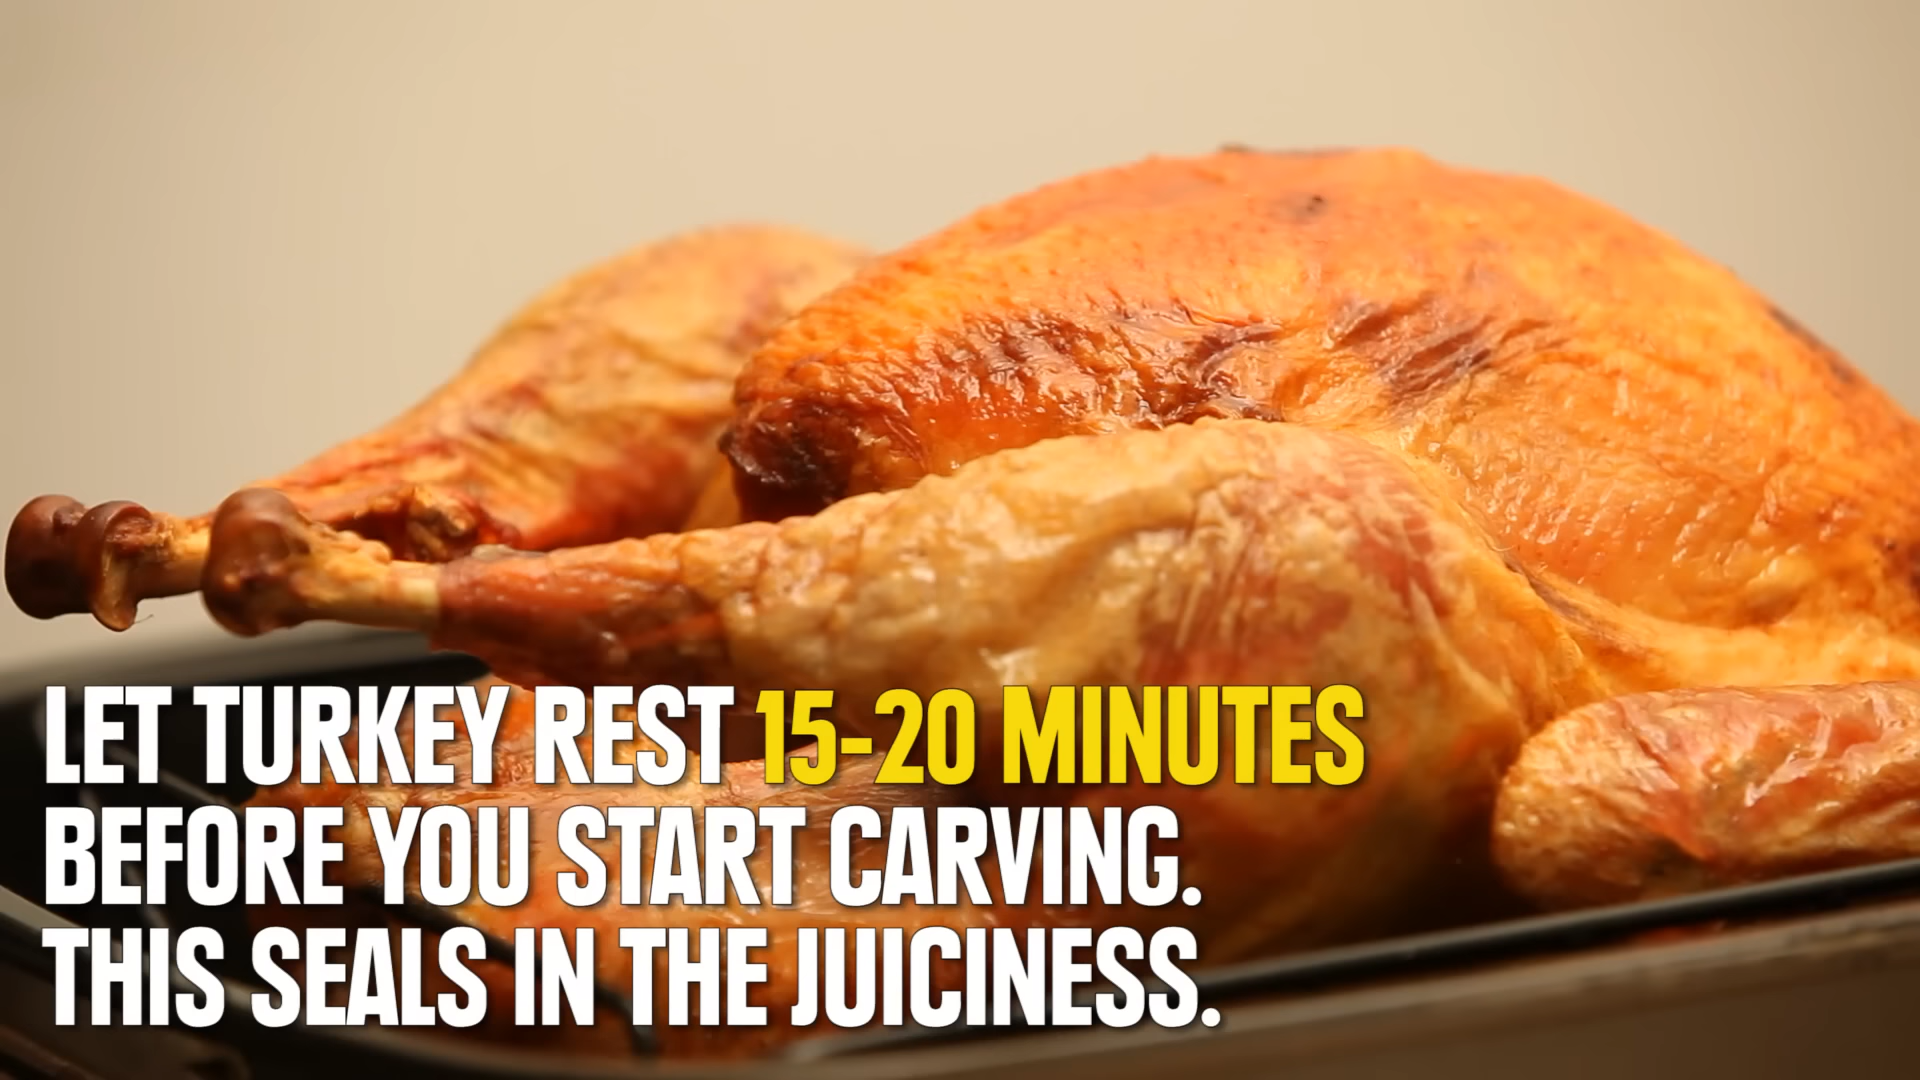 LET TURKEY REST 15-20 MINUTES
BEFORE YOU START CARVING.
THIS SEALS IN THE JUICINESS.